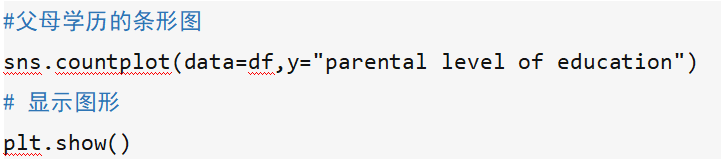 #父母学历的条形图
sns.countplot(data=df,y="parental level of education")
# 显示图形
plt.show()